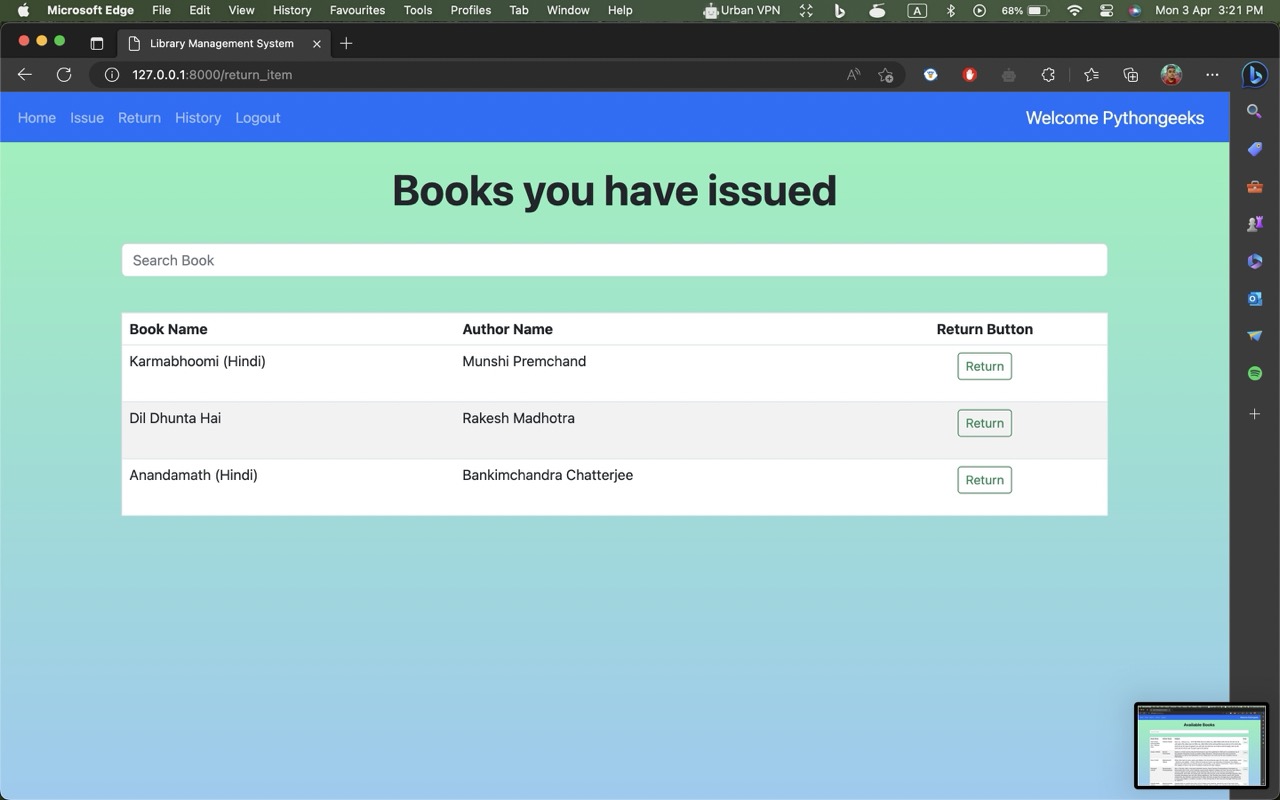 Microsoft Edge File Edit View History Favourites Tools Profiles Tab Window Help Urban VPN A 68% Mon 3 Apr 3:21 PM
Library Management System
127.0.0.1:8000/return_item
Home Issue Return History Logout Welcome Pythongeeks
Books you have issued
Search Book
Book Name Author Name Return Button
Karmabhoomi (Hindi) Munshi Premchand Return
Dil Dhunta Hai Rakesh Madhotra Return
Anandamath (Hindi) Bankimchandra Chatterjee Return
Available Books